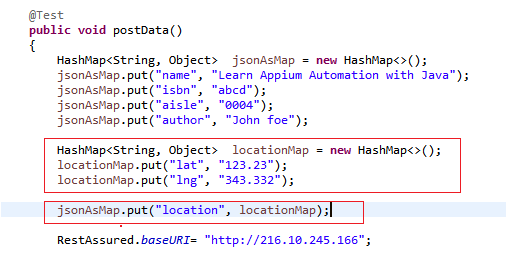 @Test
public void postData()
{
HashMap<String, Object> jsonAsMap = new HashMap<>();
jsonAsMap.put("name", "Learn Appium Automation with Java");
jsonAsMap.put("isbn", "abcd");
jsonAsMap.put("aisle", "0004");
jsonAsMap.put("author", "John foe");
HashMap<String, Object> locationMap = new HashMap<>();
locationMap.put("lat", "123.23");
locationMap.put("lng", "343.332");
jsonAsMap.put("location", locationMap);
RestAssured.baseURI= "http://216.10.245.166";